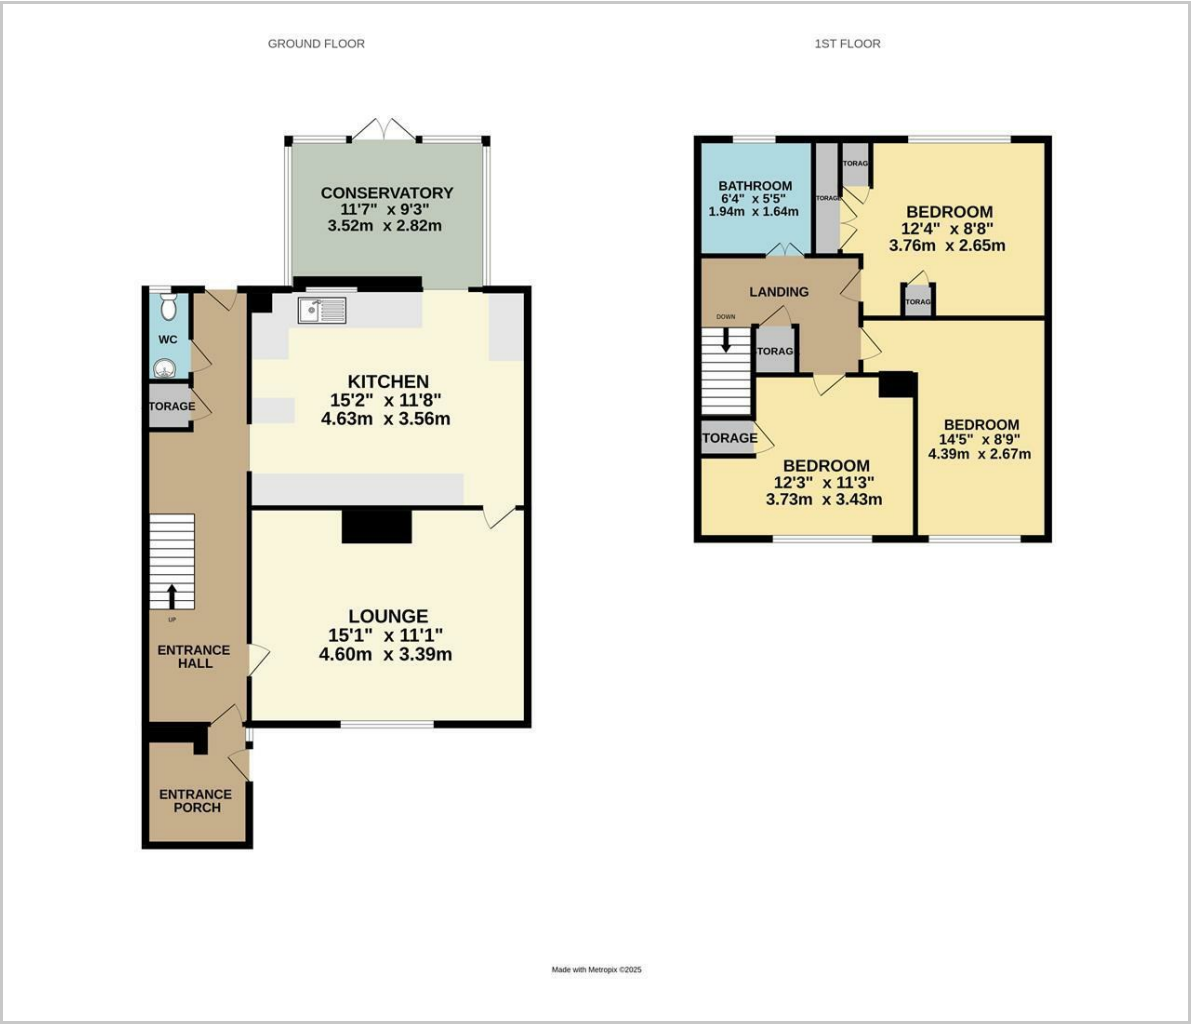 GROUND FLOOR
1ST FLOOR
CONSERVATORY
11'7" x 9'3"
3.52m x 2.82m
WC
TORAGE
KITCHEN
15'2" x 11'8"
4.63m x 3.56m
LOUNGE
15'1" x 11'1"
4.60m x 3.39m
UP
ENTRANCE
HALL
ENTRANCE
PORCH
BATHROOM
6'4" x 5'5"
1.94m x 1.64m
TORAGE
TORAG
BEDROOM
12'4" x 8'8"
3.76m x 2.65m
TORAG
LANDING
DOWN
TORAG
TORAGE
BEDROOM
12'3" x 11'3"
3.73m x 3.43m
BEDROOM
14'5" x 8'9"
4.39m x 2.67m
Made with Metropix ©2025